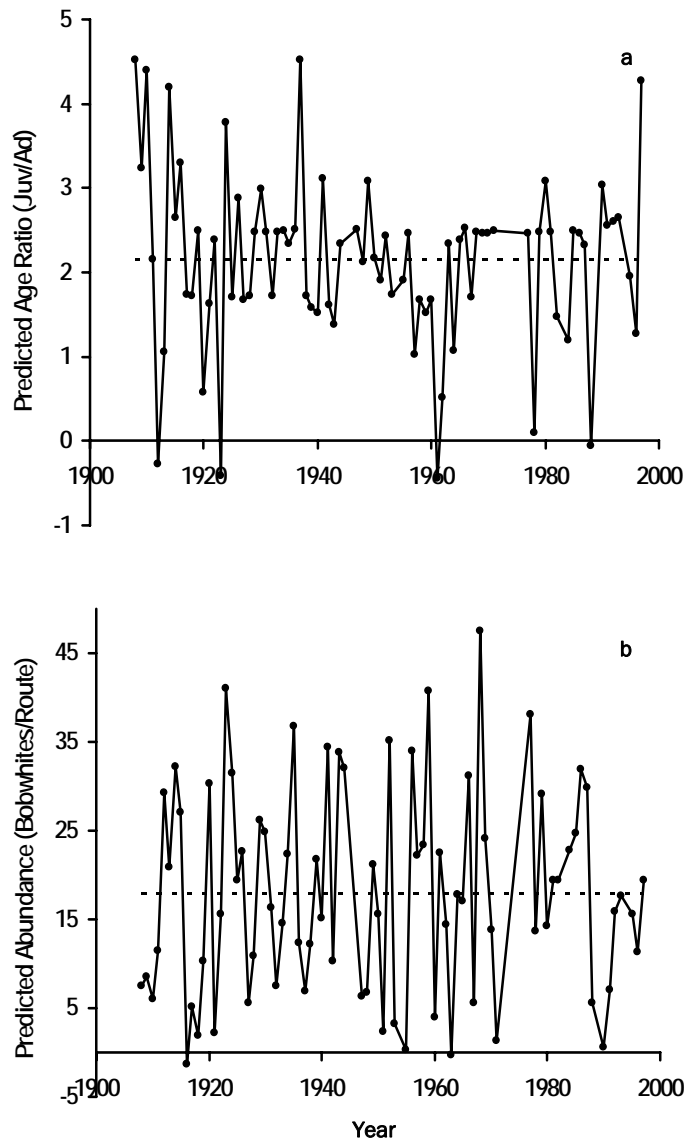 a
Predicted Age Ratio (Juv/Ad)
5
4
3
2
1
0
-1
1900 1920 1940 1960 1980 2000
b
Predicted Abundance (Bobwhites/Route)
45
35
25
15
5
-5
1900 1920 1940 1960 1980 2000
Year